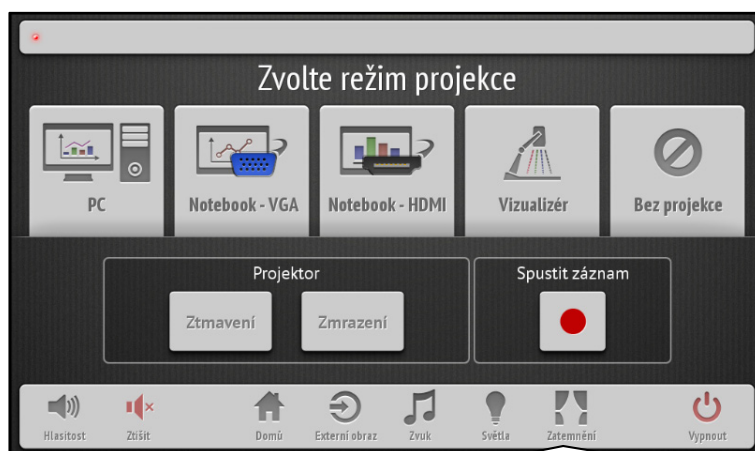 Zvolte režim projekce
PC
Notebook - VGA
Notebook - HDMI
Vizualizér
Bez projekce
Projektor
Spustit záznam
Ztmavení
Zmrazení
Hlasitost
Ztišit
Domů
Externí obraz
Zvuk
Světla
Zatemnění
Vypnout